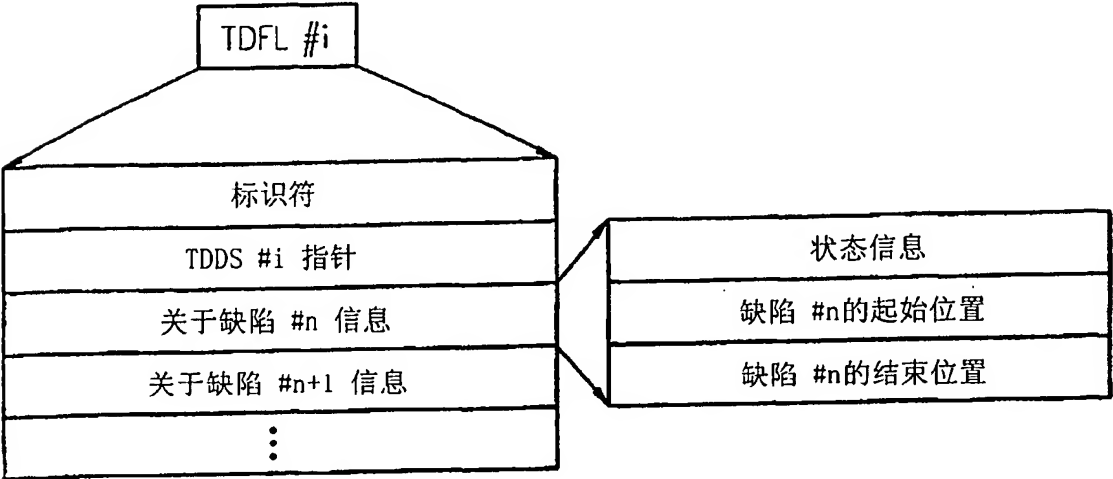 TDFL #i
标识符
TDDS #i 指针
关于缺陷 #n 信息
关于缺陷 #n+1 信息
⋮
状态信息
缺陷 #n的起始位置
缺陷 #n的结束位置